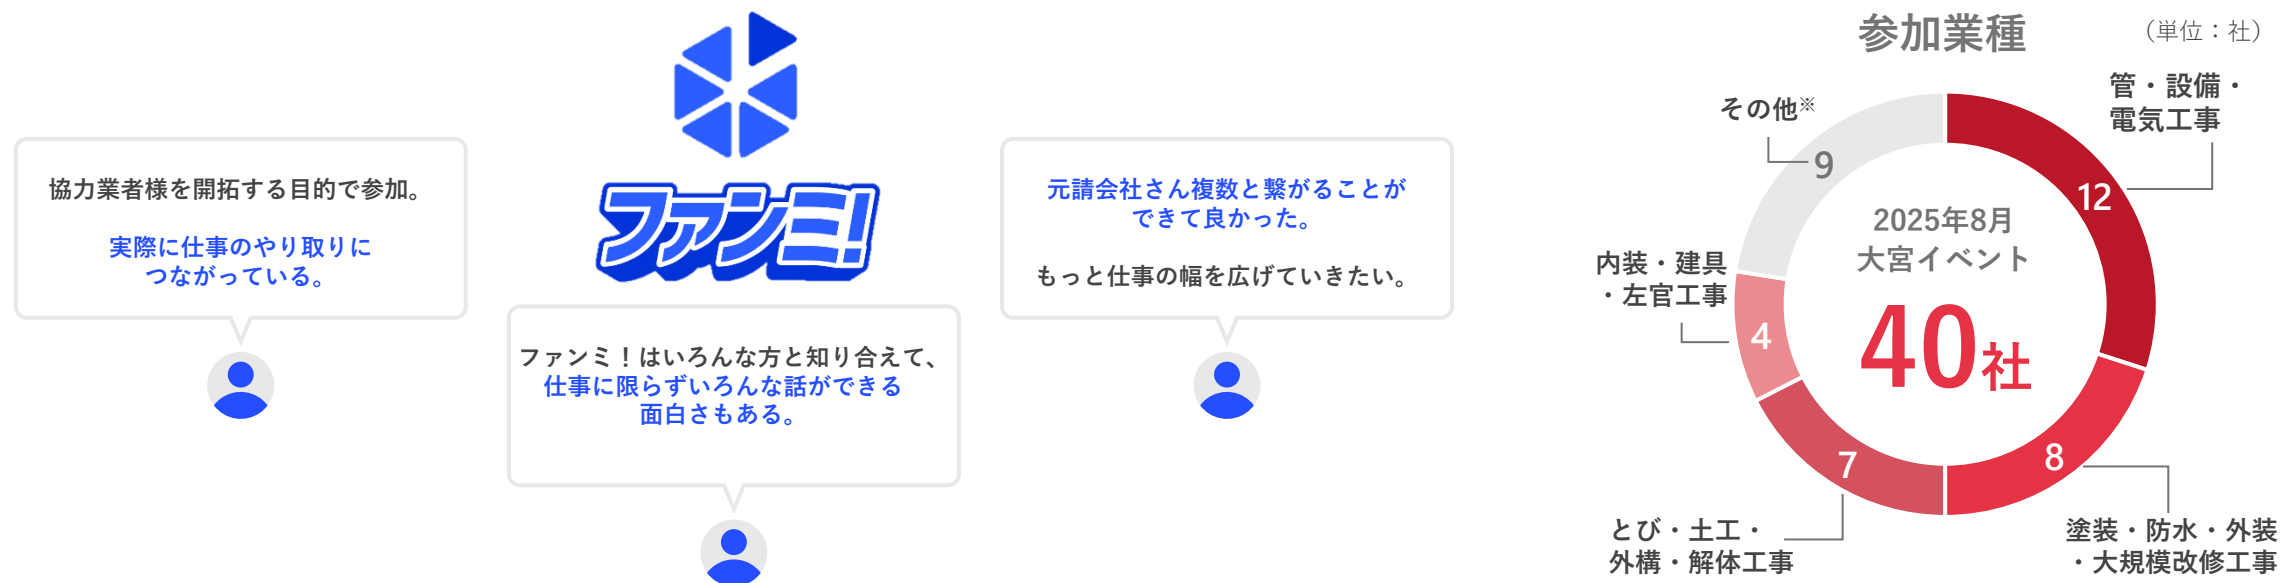 協力業者様を開拓する目的で参加。
実際に仕事のやり取りに
つながっている。
ファンミ!
ファンミ！はいろんな方と知り合えて、
仕事に限らずいろんな話ができる
面白さもある。
元請会社さん複数と繋がることが
できて良かった。
もっと仕事の幅を広げていきたい。
参加業種
（単位：社）
管・設備・
電気工事
12
その他※
9
内装・建具
・左官工事
4
2025年8月
大宮イベント
40社
7
8
とび・土工・
外構・解体工事
塗装・防水・外装
・大規模改修工事